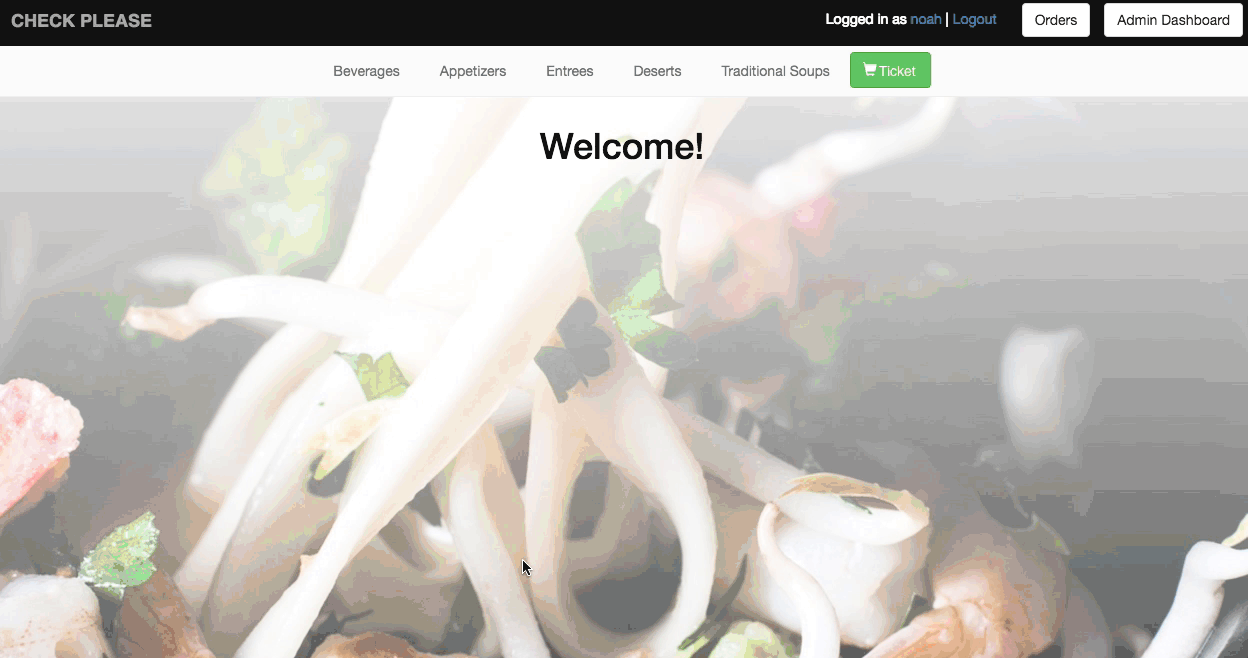 CHECK PLEASE
Logged in as noah | Logout
Orders
Admin Dashboard
Beverages
Appetizers
Entrees
Deserts
Traditional Soups
Ticket
Welcome!